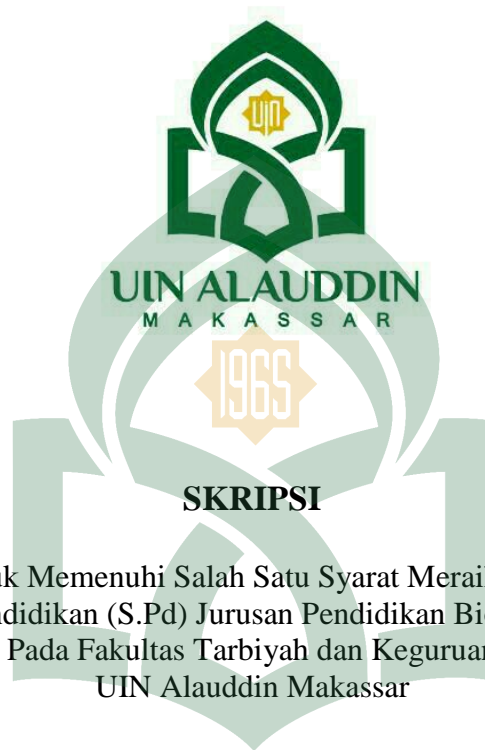 UIN
UIN ALAUDDIN
MAKASSAR
1965
SKRIPSI
Memenuhi Salah Satu Syarat
(S.Pd) Jurusan Pendidikan
Pada Fakultas Tarbiyah dan Keguruan
UIN Alauddin Makassar